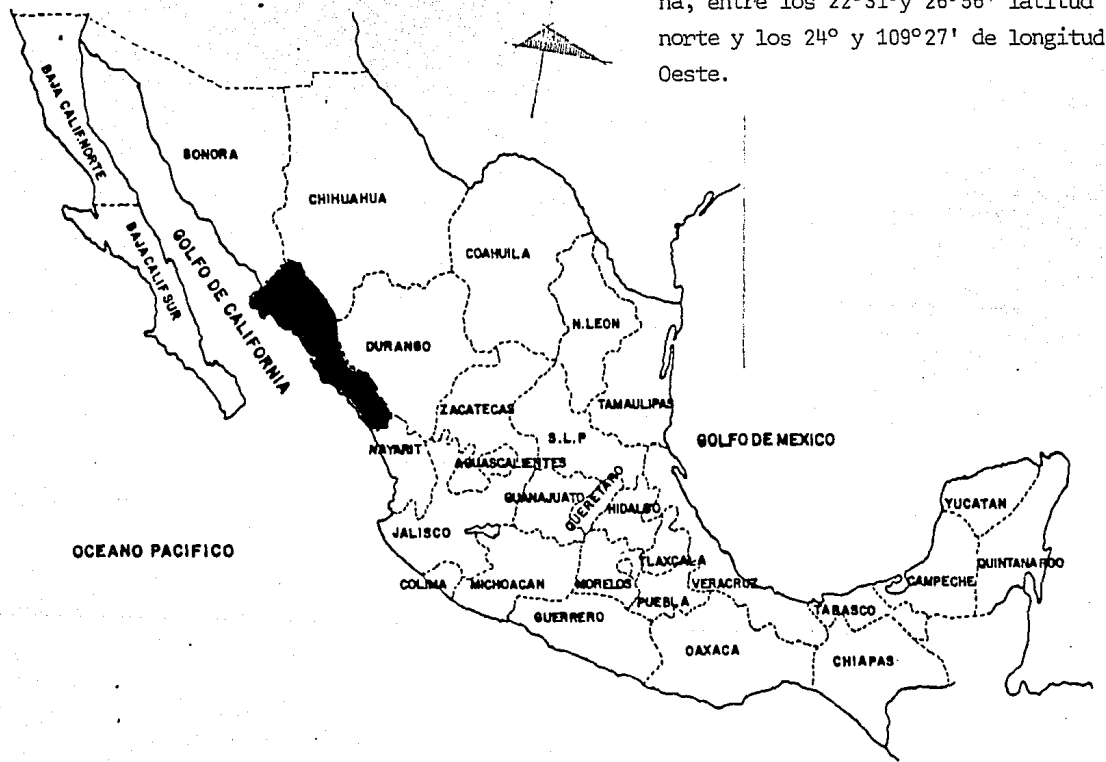 na, entre los 22°31' y 26°56' latitud
norte y los 24° y 109°27' de longitud
Oeste.
BAJA CALIF. NORTE
SONORA
CHIHUAHUA
BAJA CALIF SUR
GOLFO DE CALIFORNIA
COAHUILA
N. LEON
DURANGO
ZACATECAS
TAMAULIPAS
S.L.P
GOLFO DE MEXICO
NAYARIT
AGUASCALIENTES
GUANAJUATO
QUERETARO
HIDALGO
YUCATAN
JALISCO
OCEANO PACIFICO
TLAXCALA
QUINTANAROO
COLIMA
MICHOACAN
MORELOS
VERACRUZ
CAMPECHE
PUEBLA
TABASCO
GUERRERO
OAXACA
CHIAPAS